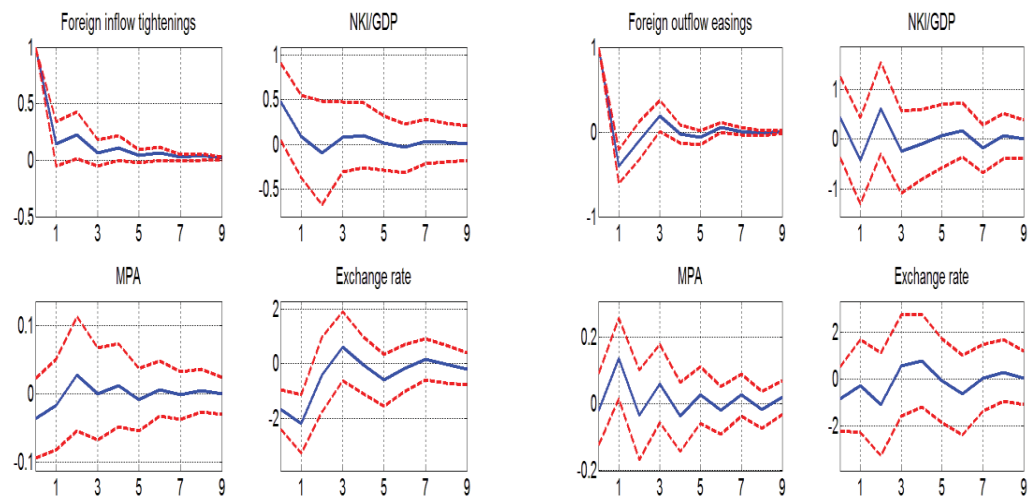 Foreign inflow tightenings
NKI/GDP
Foreign outflow easings
NKI/GDP
1
0.5
0
-0.5
1
0.5
0
-0.5
1
0
-1
1
0
-1
1 3 5 7 9
1 3 5 7 9
1 3 5 7 9
1 3 5 7 9
MPA
Exchange rate
MPA
Exchange rate
0.1
0
-0.1
2
0
-2
0.2
0
-0.2
2
0
-2
1 3 5 7 9
1 3 5 7 9
1 3 5 7 9
1 3 5 7 9